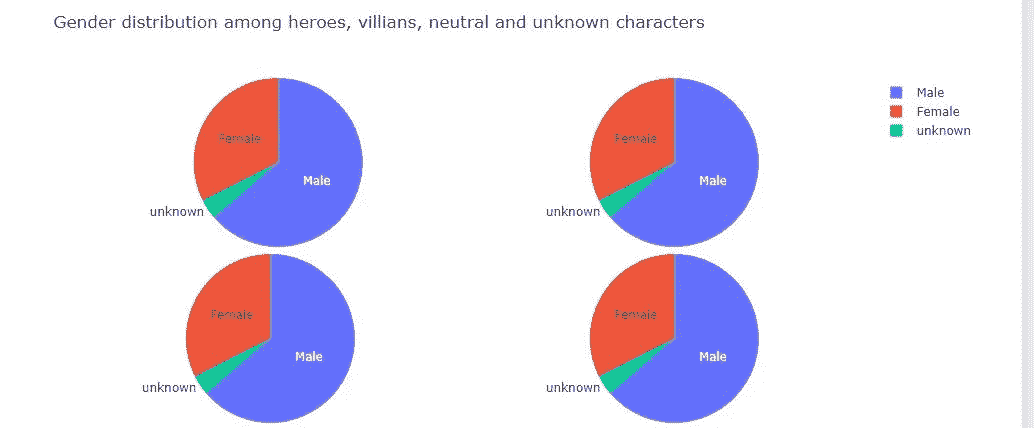 Gender distribution among heroes, villians, neutral and unknown characters
Male
Female
unknown
Female
Male
unknown
Female
Male
unknown
Female
Male
unknown
Female
Male
unknown